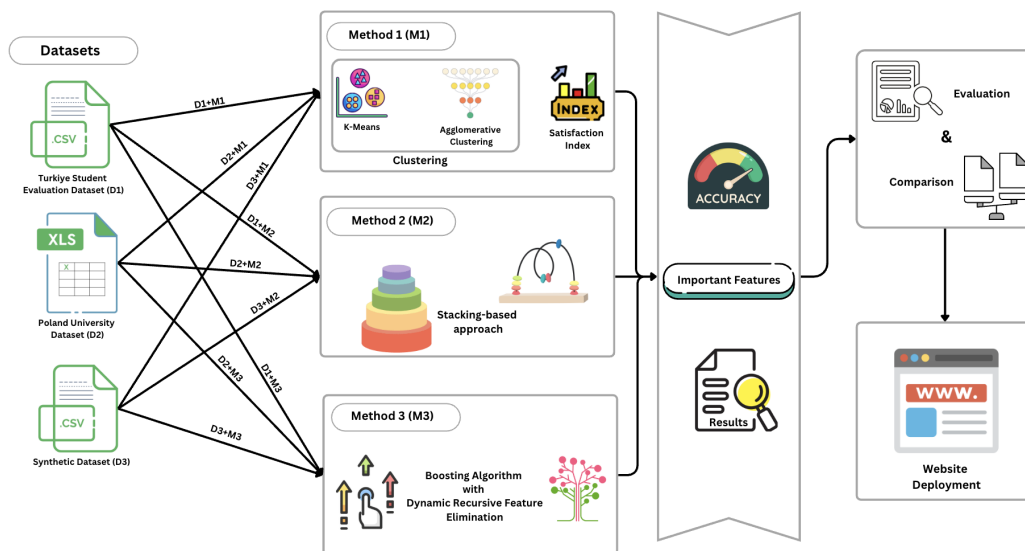 Datasets
.CSV
Turkiye Student
Evaluation Dataset (D1)
XLS
X
Poland University
Dataset (D2)
.CSV
Synthetic Dataset (D3)
D1+M1
D2+M1
D3+M1
D1+M2
D2+M2
D3+M2
D2+M3
D1+M3
D3+M3
Method 1 (M1)
K-Means
Agglomerative
Clustering
Clustering
INDEX
Satisfaction
Index
Method 2 (M2)
Stacking-based
approach
Method 3 (M3)
Boosting Algorithm
with
Dynamic Recursive Feature
Elimination
ACCURACY
Important Features
Results
Evaluation
&
Comparison
WWW.
Website
Deployment